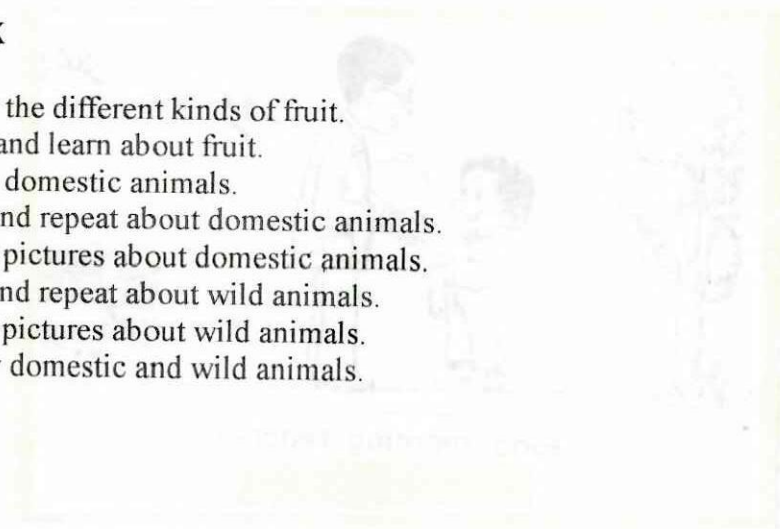 the different kinds of fruit.
and learn about fruit.
domestic animals.
nd repeat about domestic animals.
pictures about domestic animals.
nd repeat about wild animals.
pictures about wild animals.
domestic and wild animals.